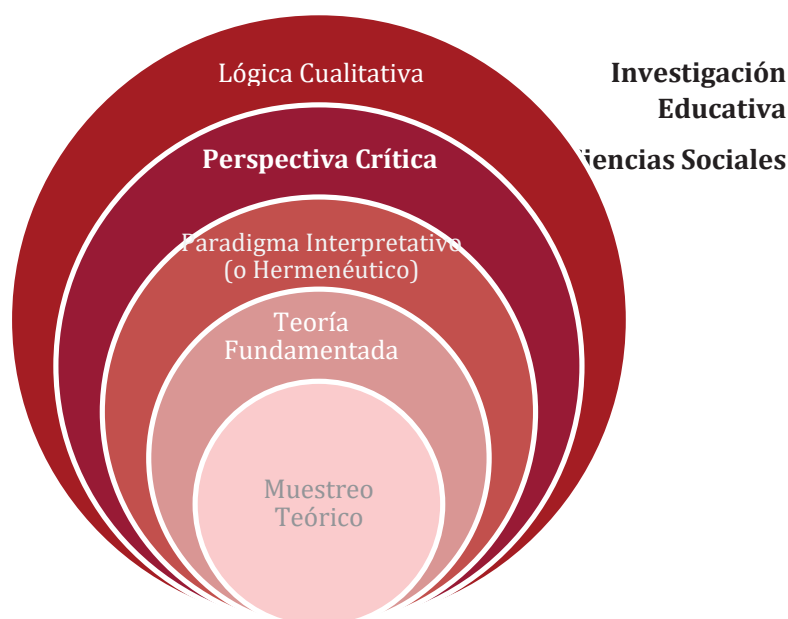 Lógica Cualitativa
Investigación
Educativa
Perspectiva Crítica
iencias Sociales
Paradigma Interpretativo
(o Hermenéutico)
Teoría
Fundamentada
Muestreo
Teórico